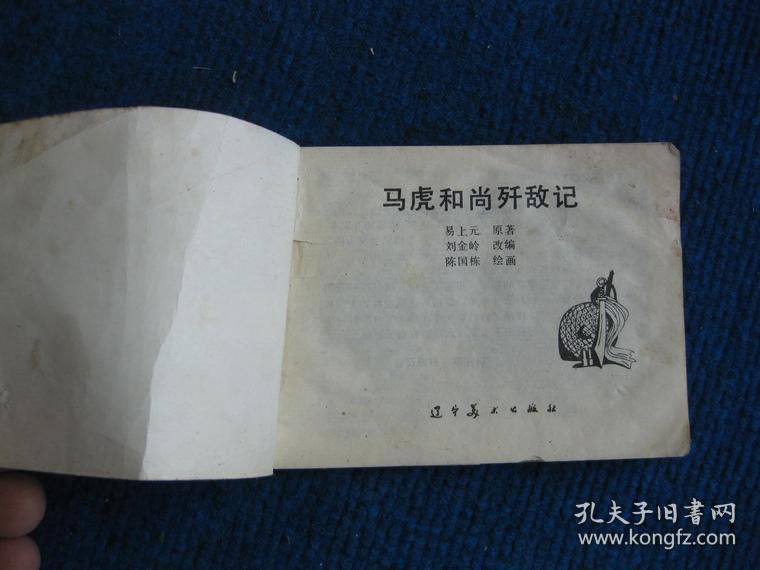 马虎和尚歼敌记
易上元 原著
刘金岭 改编
陈国栋 绘画
辽宁美术出版社
孔夫子旧書网
www.kongfz.com